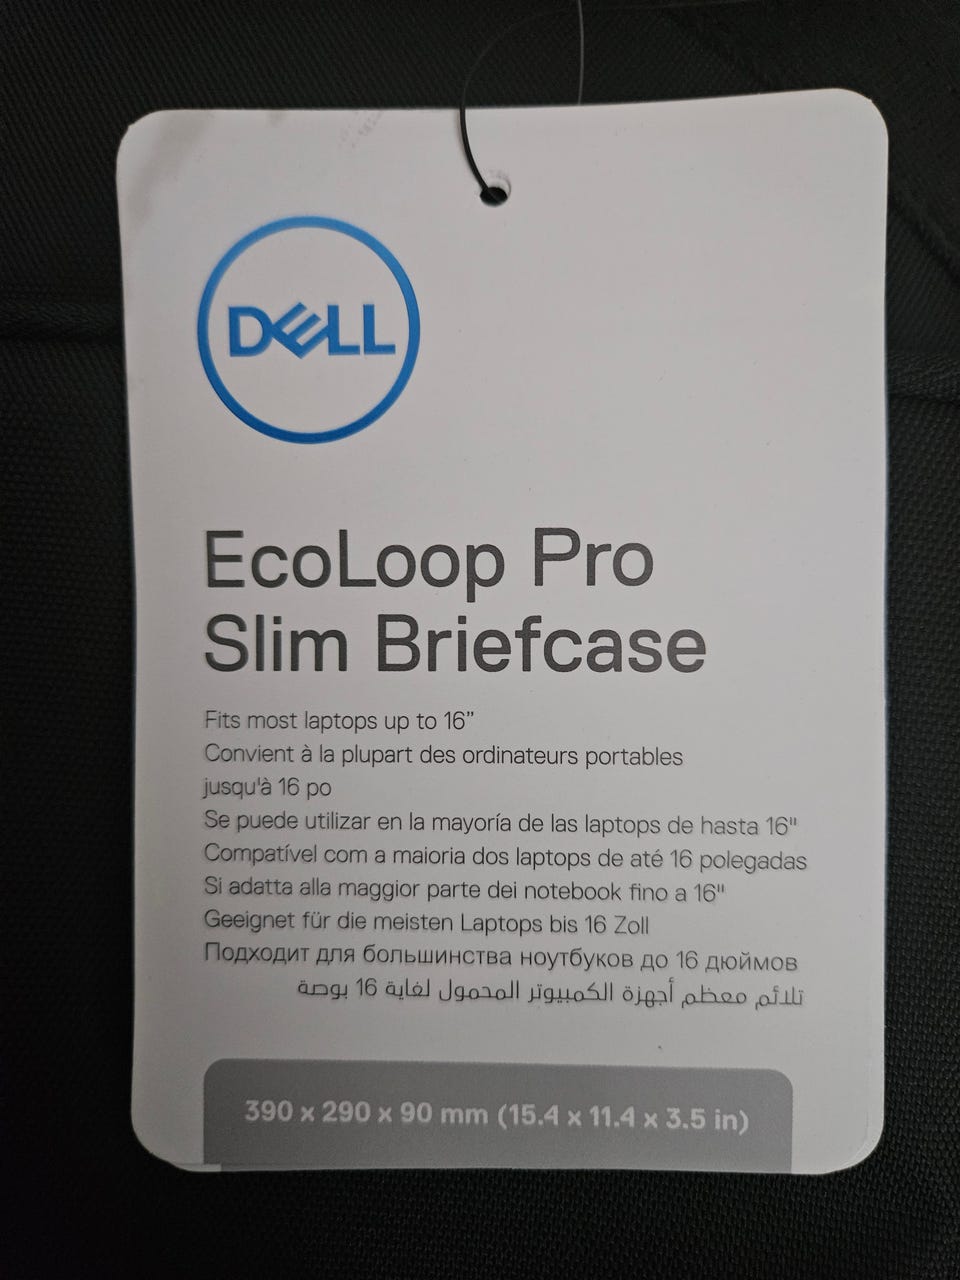 DELL
EcoLoop Pro
Slim Briefcase
Fits most laptops up to 16”
Convient à la plupart des ordinateurs portables
jusqu'à 16 po
Se puede utilizar en la mayoría de las laptops de hasta 16"
Compatível com a maioria dos laptops de até 16 polegadas
Si adatta alla maggior parte dei notebook fino a 16"
Geeignet für die meisten Laptops bis 16 Zoll
Подходит для большинства ноутбуков до 16 дюймов
تلائم معظم أجهزة الكمبيوتر المحمول لغاية 16 بوصة
390 x 290 x 90 mm (15.4 x 11.4 x 3.5 in)